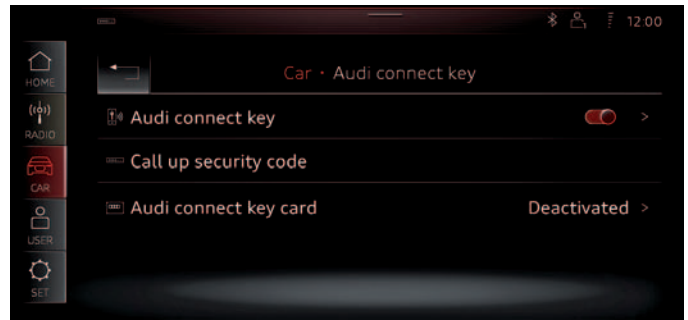 12:00
Car • Audi connect key
HOME
Audi connect key >
RADIO
Call up security code
CAR
Audi connect key card Deactivated >
USER
SET